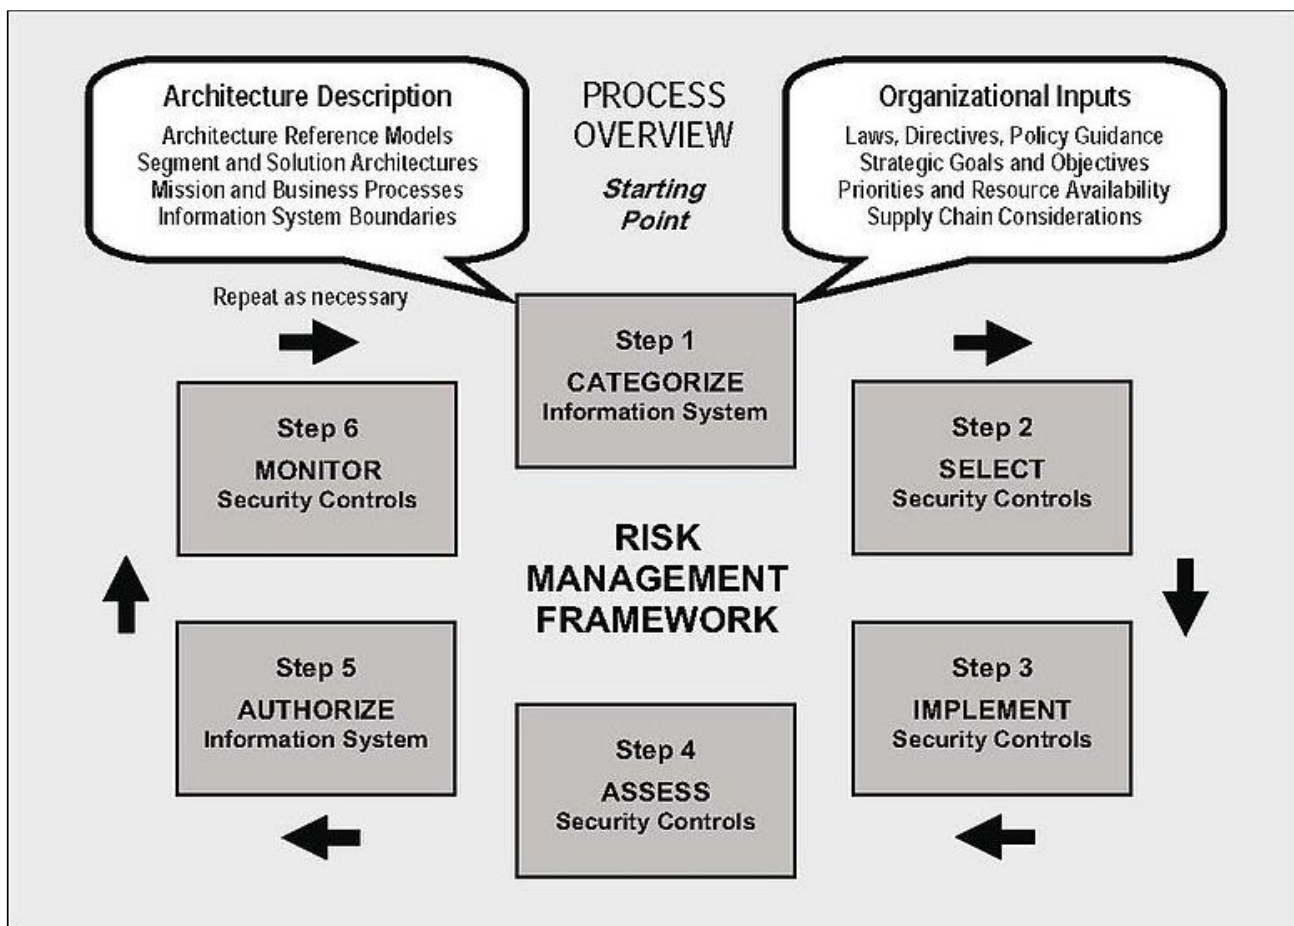 Architecture Description
Architecture Reference Models
Segment and Solution Architectures
Mission and Business Processes
Information System Boundaries
PROCESS
OVERVIEW
Starting
Point
Organizational Inputs
Laws, Directives, Policy Guidance
Strategic Goals and Objectives
Priorities and Resource Availability
Supply Chain Considerations
Repeat as necessary
Step 1
CATEGORIZE
Information System
Step 2
SELECT
Security Controls
Step 3
IMPLEMENT
Security Controls
Step 4
ASSESS
Security Controls
Step 5
AUTHORIZE
Information System
Step 6
MONITOR
Security Controls
RISK
MANAGEMENT
FRAMEWORK